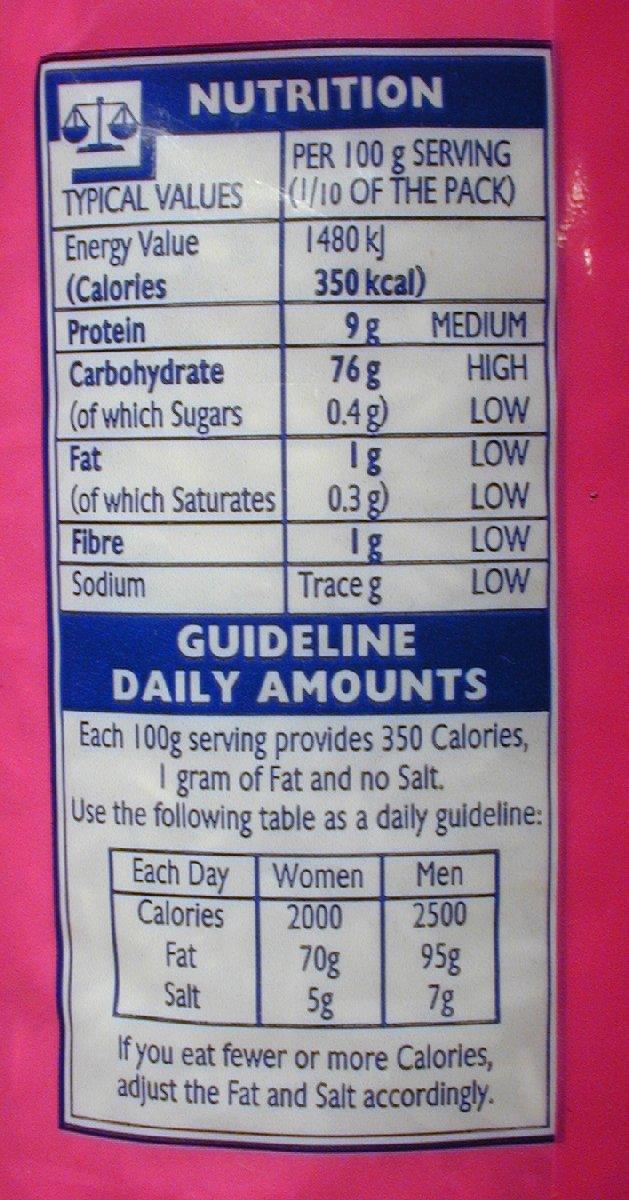 NUTRITION
TYPICAL VALUES
PER 100 g SERVING
(1/10 OF THE PACK)
Energy Value 1480 kJ
(Calories 350 kcal)
Protein 9 g MEDIUM
Carbohydrate 76 g HIGH
(of which Sugars 0.4 g) LOW
Fat 1 g LOW
(of which Saturates 0.3 g) LOW
Fibre 1 g LOW
Sodium Trace g LOW
GUIDELINE
DAILY AMOUNTS
Each 100g serving provides 350 Calories,
1 gram of Fat and no Salt.
Use the following table as a daily guideline:
Each Day Women Men
Calories 2000 2500
Fat 70g 95g
Salt 5g 7g
If you eat fewer or more Calories,
adjust the Fat and Salt accordingly.